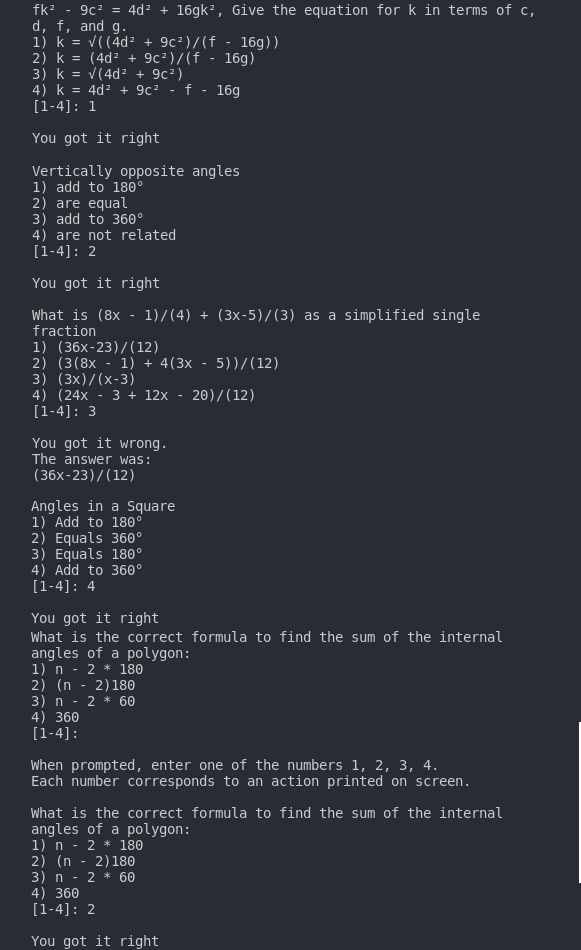 fk² - 9c² = 4d² + 16gk², Give the equation for k in terms of c,
d, f, and g.
1) k = √((4d² + 9c²)/(f - 16g))
2) k = (4d² + 9c²)/(f - 16g)
3) k = √(4d² + 9c²)
4) k = 4d² + 9c² - f - 16g
[1-4]: 1
You got it right
Vertically opposite angles
1) add to 180°
2) are equal
3) add to 360°
4) are not related
[1-4]: 2
You got it right
What is (8x - 1)/(4) + (3x-5)/(3) as a simplified single
fraction
1) (36x-23)/(12)
2) (3(8x - 1) + 4(3x - 5))/(12)
3) (3x)/(x-3)
4) (24x - 3 + 12x - 20)/(12)
[1-4]: 3
You got it wrong.
The answer was:
(36x-23)/(12)
Angles in a Square
1) Add to 180°
2) Equals 360°
3) Equals 180°
4) Add to 360°
[1-4]: 4
You got it right
What is the correct formula to find the sum of the internal
angles of a polygon:
1) n - 2 * 180
2) (n - 2)180
3) n - 2 * 60
4) 360
[1-4]:
When prompted, enter one of the numbers 1, 2, 3, 4.
Each number corresponds to an action printed on screen.
What is the correct formula to find the sum of the internal
angles of a polygon:
1) n - 2 * 180
2) (n - 2)180
3) n - 2 * 60
4) 360
[1-4]: 2
You got it right